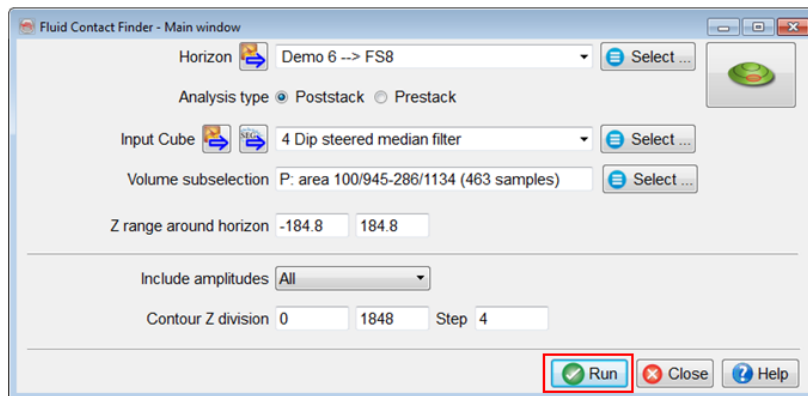 Fluid Contact Finder - Main window
Horizon Demo 6 --> FS8 Select ...
Analysis type Poststack Prestack
Input Cube SEG 4 Dip steered median filter Select ...
Volume subselection P: area 100/945-286/1134 (463 samples) Select ...
Z range around horizon -184.8 184.8
Include amplitudes All
Contour Z division 0 1848 Step 4
Run Close Help